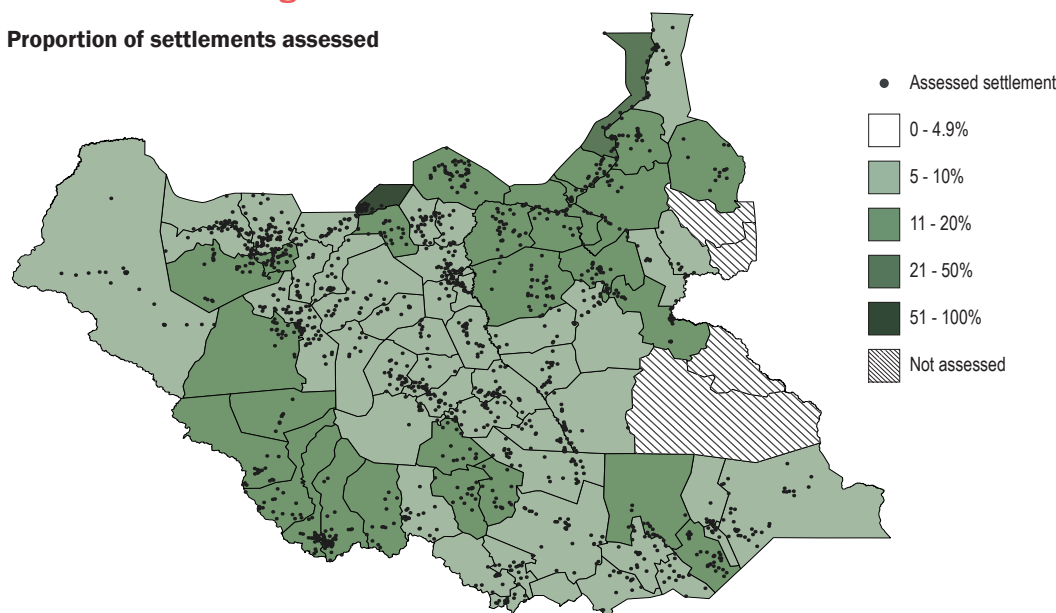 Proportion of settlements assessed
Assessed settlement
0 - 4.9%
5 - 10%
11 - 20%
21 - 50%
51 - 100%
Not assessed